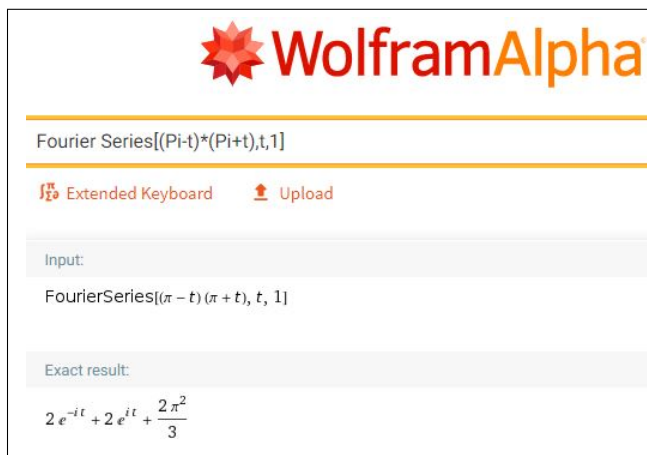 WolframAlpha
Fourier Series[(Pi-t)*(Pi+t),t,1]
Extended Keyboard Upload
Input:
FourierSeries[(π − t) (π + t), t, 1]
Exact result:
2 e^(-i t) + 2 e^(i t) + (2 π^2)/3